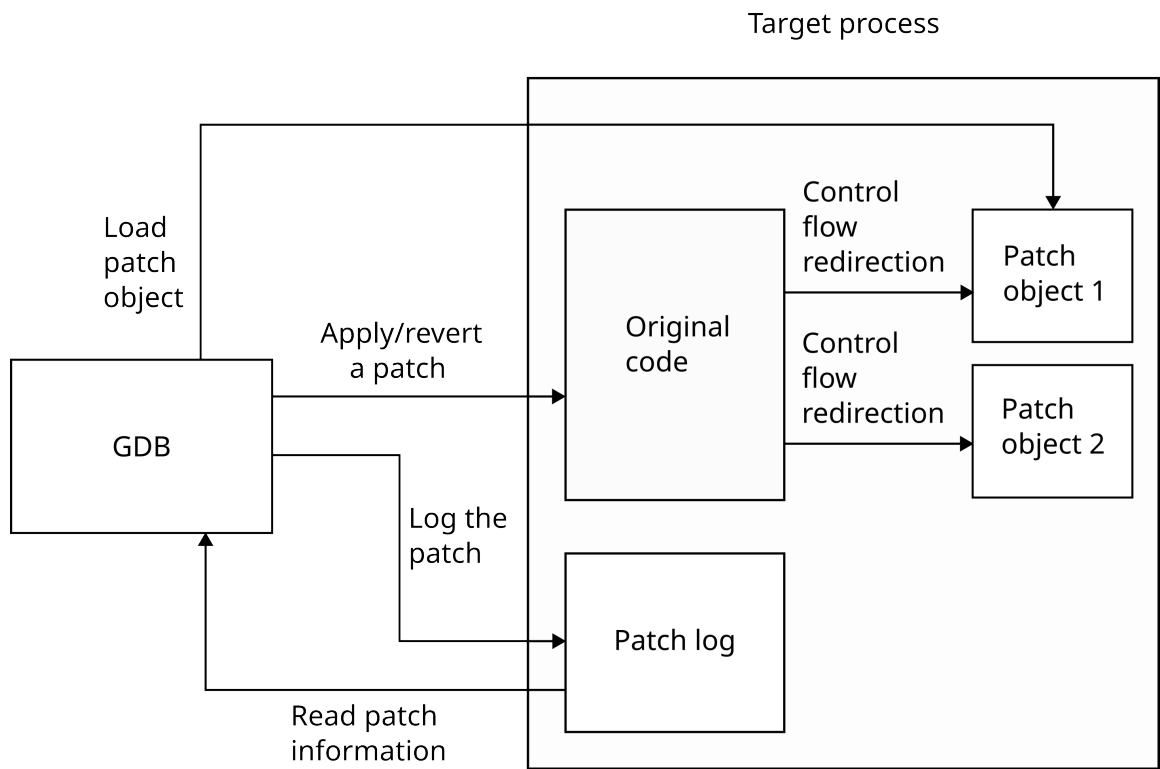 Target process
Control
flow
redirection
Load
patch
object
Patch
object 1
Original
code
Apply/revert
a patch
Control
flow
redirection
Patch
object 2
GDB
Log the
patch
Patch log
Read patch
information